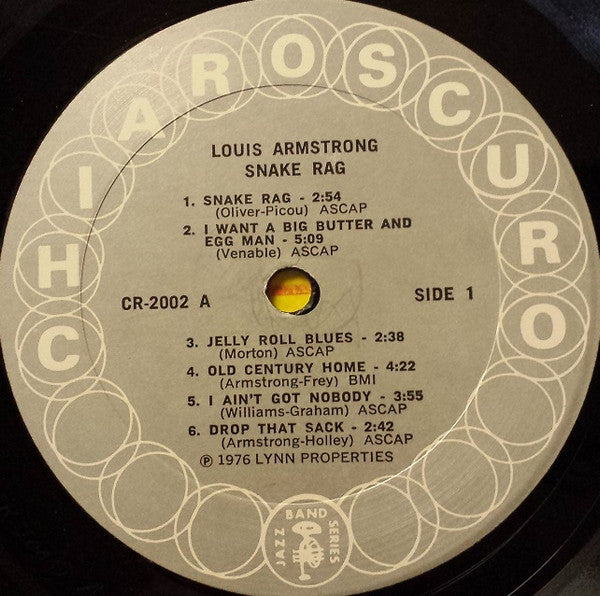 CHIAROSCURO
LOUIS ARMSTRONG
SNAKE RAG
1. SNAKE RAG - 2:54
(Oliver-Picou) ASCAP
2. I WANT A BIG BUTTER AND
EGG MAN - 5:09
(Venable) ASCAP
CR-2002 A
SIDE 1
3. JELLY ROLL BLUES - 2:38
(Morton) ASCAP
4. OLD CENTURY HOME - 4:22
(Armstrong-Frey) BMI
5. I AIN'T GOT NOBODY - 3:55
(Williams-Graham) ASCAP
6. DROP THAT SACK - 2:42
(Armstrong-Holley) ASCAP
℗ 1976 LYNN PROPERTIES
JAZZ BAND SERIES